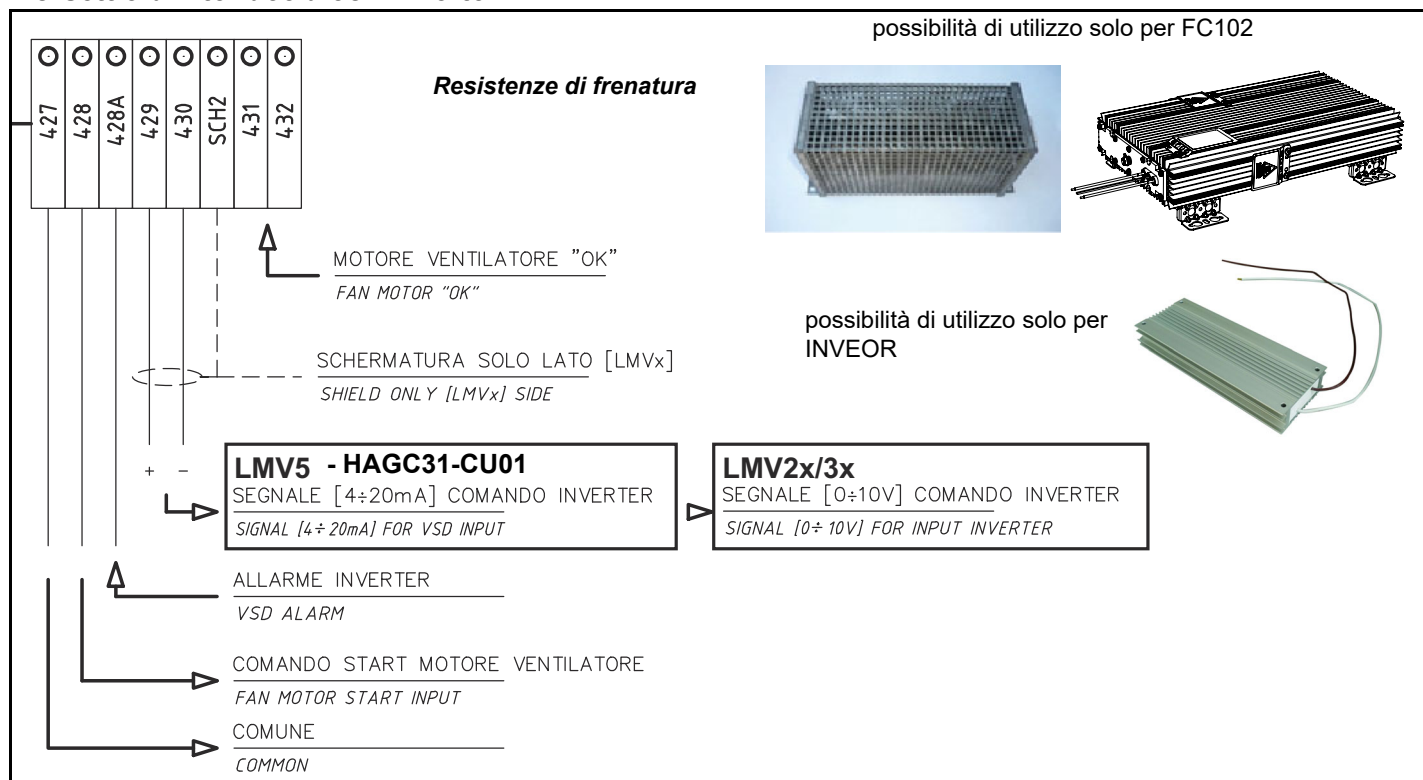 possibilità di utilizzo solo per FC102
427
428
428A
429
430
SCH2
431
432
Resistenze di frenatura
MOTORE VENTILATORE "OK"
FAN MOTOR "OK"
possibilità di utilizzo solo per
INVEOR
SCHERMATURA SOLO LATO [LMVx]
SHIELD ONLY [LMVx] SIDE
+ -
LMV5 - HAGC31-CU01
SEGNALE [4÷20mA] COMANDO INVERTER
SIGNAL [4÷20mA] FOR VSD INPUT
LMV2x/3x
SEGNALE [0÷10V] COMANDO INVERTER
SIGNAL [0÷10V] FOR INPUT INVERTER
ALLARME INVERTER
VSD ALARM
COMANDO START MOTORE VENTILATORE
FAN MOTOR START INPUT
COMUNE
COMMON